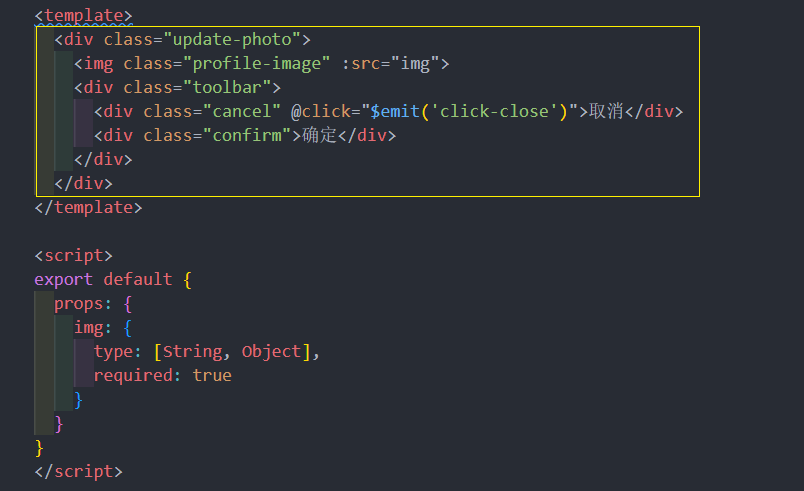 <template>
  <div class="update-photo">
    <img class="profile-image" :src="img">
    <div class="toolbar">
      <div class="cancel" @click="$emit('click-close')">取消</div>
      <div class="confirm">确定</div>
    </div>
  </div>
</template>

<script>
export default {
  props: {
    img: {
      type: [String, Object],
      required: true
    }
  }
}
</script>